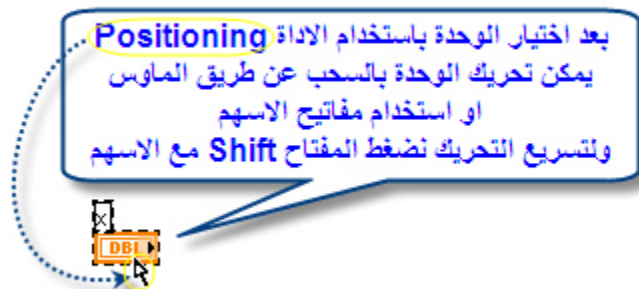 بعد اختيار الوحدة باستخدام الاداة Positioning
يمكن تحريك الوحدة بالسحب عن طريق الماوس
او استخدام مفاتيح الاسهم
ولتسريع التحريك نضغط المفتاح Shift مع الاسهم
x
DBL